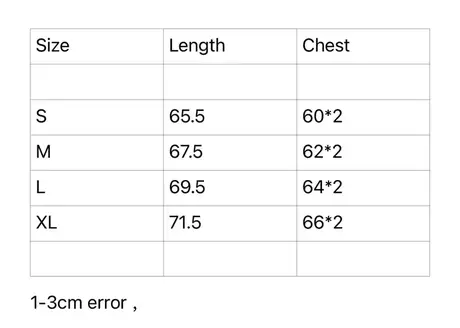 Size Length Chest
S 65.5 60*2
M 67.5 62*2
L 69.5 64*2
XL 71.5 66*2
1-3cm error ,